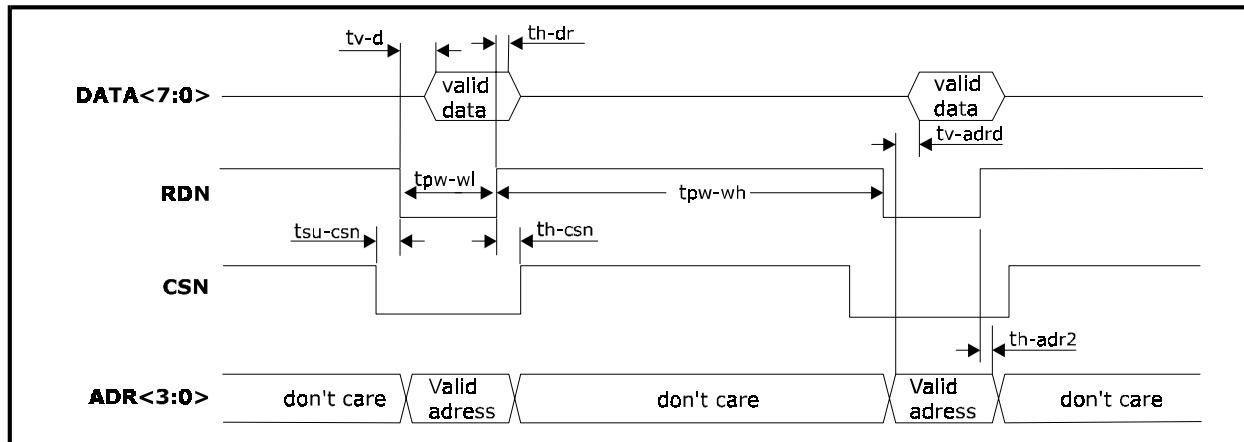 tv-d
th-dr
DATA<7:0>
valid
data
valid
data
tv-adrd
RDN
tpw-wl
tpw-wh
tsu-csn
th-csn
CSN
th-adr2
ADR<3:0>
don't care
Valid
adress
don't care
Valid
adress
don't care